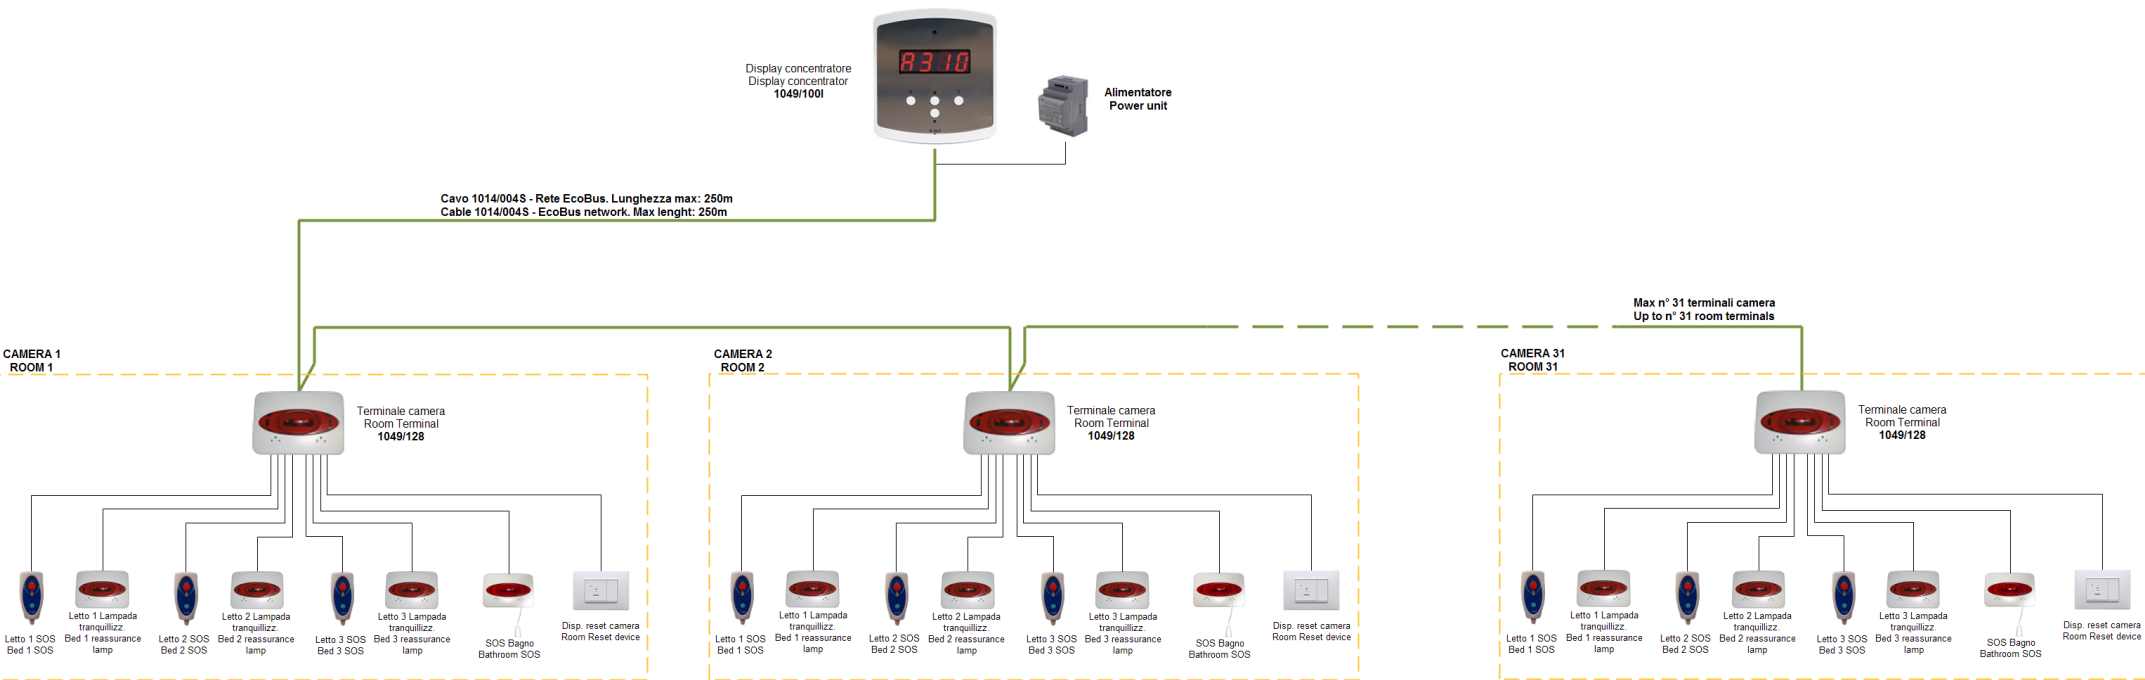 Display concentratore
Display concentrator
1049/100I
A310
Alimentatore
Power unit
Cavo 1014/004S - Rete EcoBus. Lunghezza max: 250m
Cable 1014/004S - EcoBus network. Max lenght: 250m
Max n° 31 terminali camera
Up to n° 31 room terminals
CAMERA 1
ROOM 1
Terminale camera
Room Terminal
1049/128
Letto 1 SOS
Bed 1 SOS
Letto 1 Lampada
tranquillizz.
Bed 1 reassurance
lamp
Letto 2 SOS
Bed 2 SOS
Letto 2 Lampada
tranquillizz.
Bed 2 reassurance
lamp
Letto 3 SOS
Bed 3 SOS
Letto 3 Lampada
tranquillizz.
Bed 3 reassurance
lamp
SOS Bagno
Bathroom SOS
Disp. reset camera
Room Reset device
CAMERA 2
ROOM 2
Terminale camera
Room Terminal
1049/128
Letto 1 SOS
Bed 1 SOS
Letto 1 Lampada
tranquillizz.
Bed 1 reassurance
lamp
Letto 2 SOS
Bed 2 SOS
Letto 2 Lampada
tranquillizz.
Bed 2 reassurance
lamp
Letto 3 SOS
Bed 3 SOS
Letto 3 Lampada
tranquillizz.
Bed 3 reassurance
lamp
SOS Bagno
Bathroom SOS
Disp. reset camera
Room Reset device
CAMERA 31
ROOM 31
Terminale camera
Room Terminal
1049/128
Letto 1 SOS
Bed 1 SOS
Letto 1 Lampada
tranquillizz.
Bed 1 reassurance
lamp
Letto 2 SOS
Bed 2 SOS
Letto 2 Lampada
tranquillizz.
Bed 2 reassurance
lamp
Letto 3 SOS
Bed 3 SOS
Letto 3 Lampada
tranquillizz.
Bed 3 reassurance
lamp
SOS Bagno
Bathroom SOS
Disp. reset camera
Room Reset device